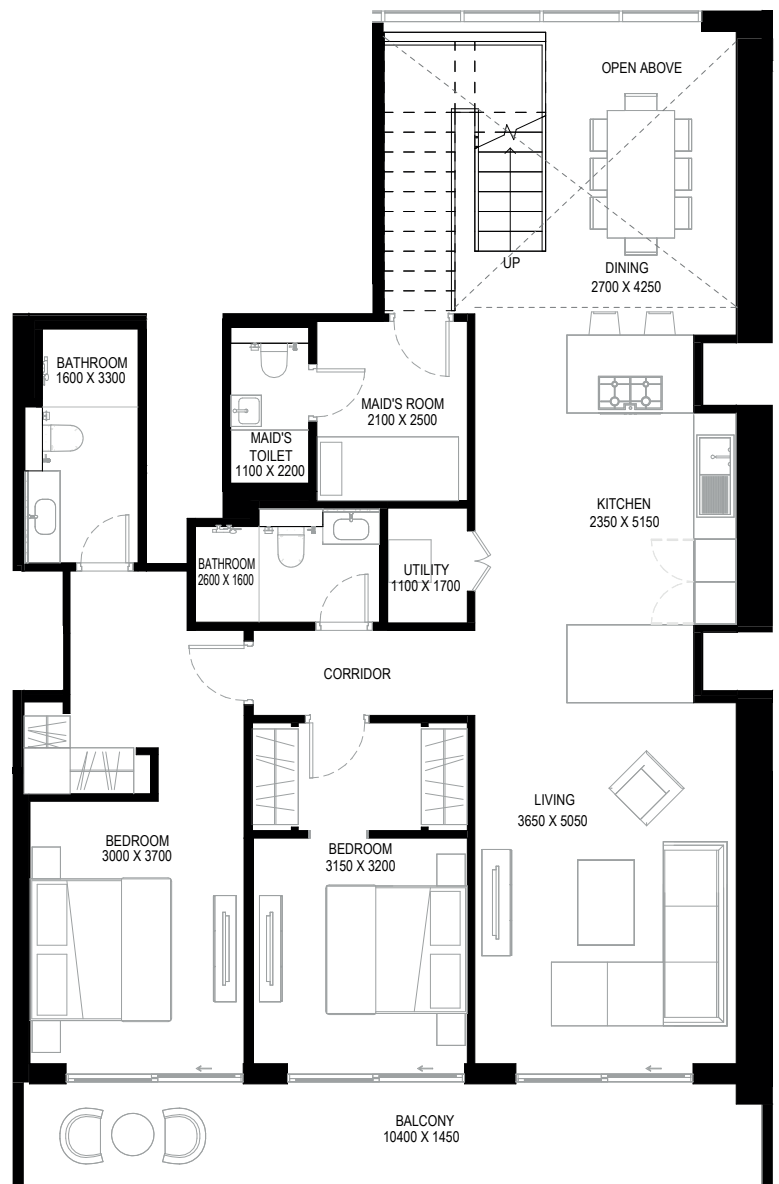 OPEN ABOVE
UP
DINING
2700 X 4250
BATHROOM
1600 X 3300
MAID'S ROOM
2100 X 2500
MAID'S
TOILET
1100 X 2200
KITCHEN
2350 X 5150
BATHROOM
2600 X 1600
UTILITY
1100 X 1700
CORRIDOR
LIVING
3650 X 5050
BEDROOM
3000 X 3700
BEDROOM
3150 X 3200
BALCONY
10400 X 1450